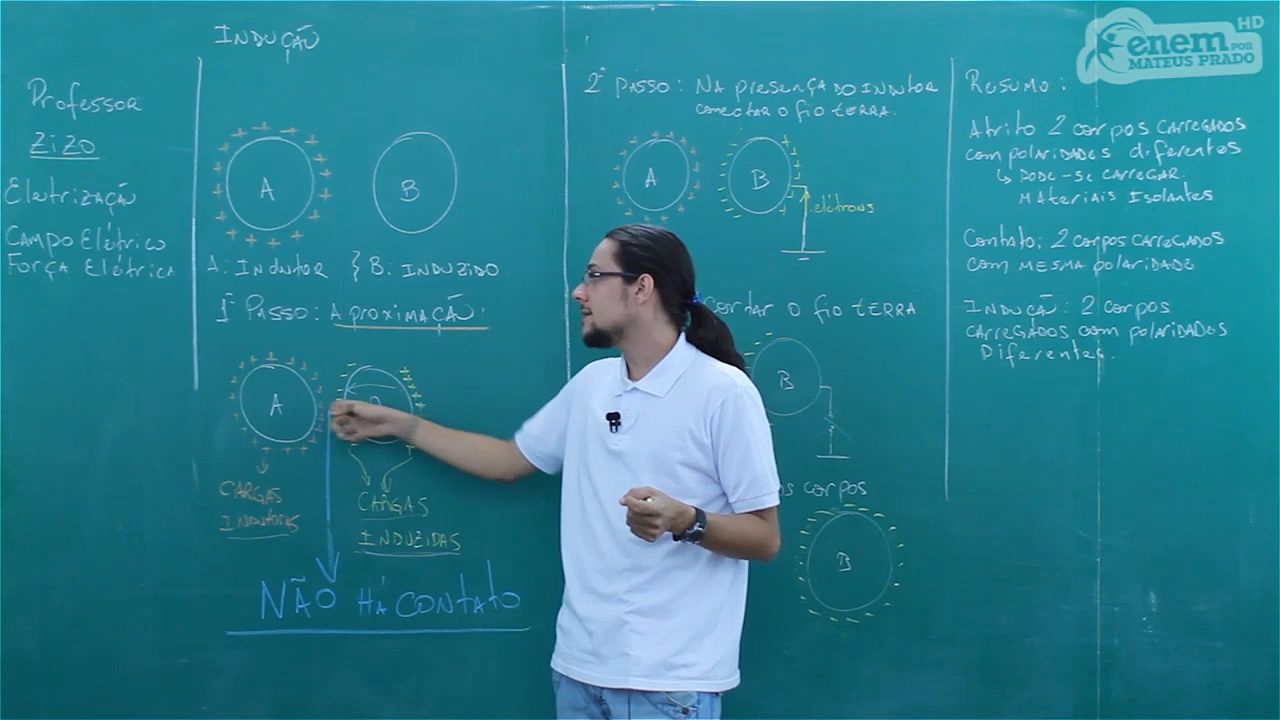 INDUÇÃO
Professor
Zizo
Eletrização
Campo Elétrico
Força Elétrica
A
B
A: Indutor } B: INDUZIDO
1º Passo: Aproximação:
A
CARGAS
Indutoras
CARGAS
INDUZIDAS
NÃO HÁ CONTATO
2º Passo: Na presença do indutor
conectar o fio terra.
A
B
elétrons
cortar o fio terra
B
corpos
B
Resumo:
Atrito 2 corpos carregados
com polaridades diferentes
↳ pode-se carregar
Materiais Isolantes
Contato: 2 corpos carregados
com mesma polaridade
Indução: 2 corpos
carregados com polaridades
Diferentes.
enem HD
POR
MATEUS PRADO